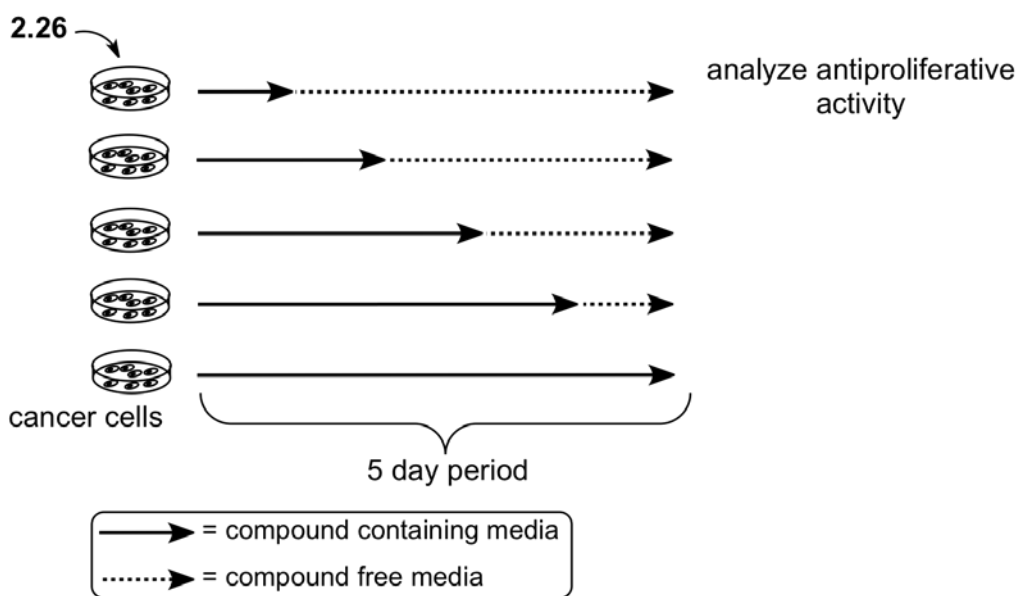 2.26
analyze antiproliferative
activity
cancer cells
5 day period
= compound containing media
= compound free media